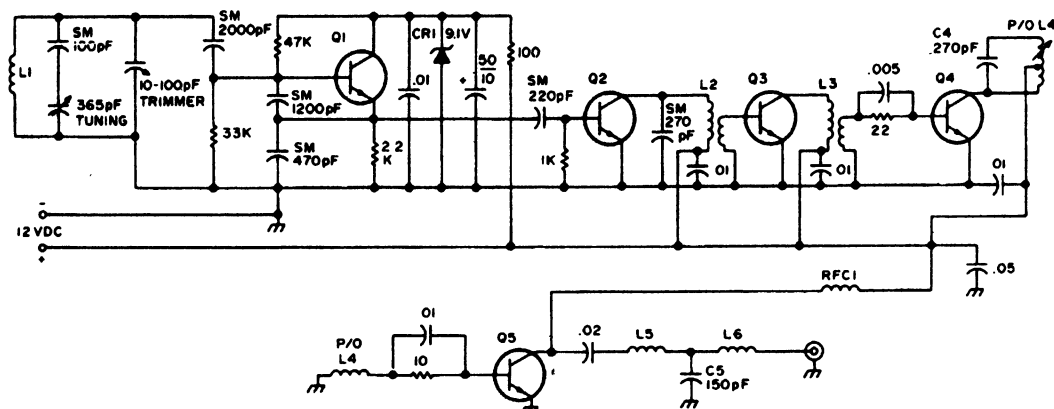 L1
SM
100pF
365pF
TUNING
10-100pF
TRIMMER
SM
2000pF
33K
47K
SM
1200pF
SM
470pF
Q1
2 2
K
.01
CR1 9.1V
+
50
10
100
SM
220pF
1K
Q2
SM
270
pF
L2
01
Q3
L3
01
.005
22
Q4
C4
.270pF
P/O L4
01
-
12 VDC
+
.05
RFC1
P/O
L4
01
10
Q5
.02
L5
L6
C5
150pF